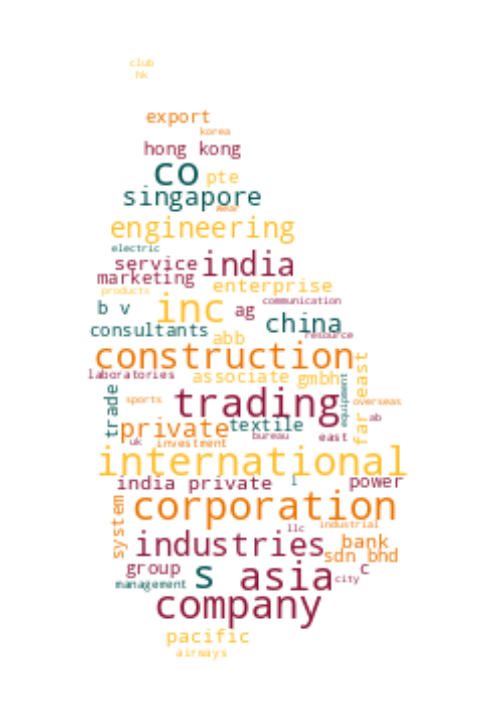 club
hk
export
korea
hong kong
co pte
singapore
wear
engineering
electric
service india
marketing
enterprise
products
communication
b v inc ag
china
consultants abb resource
construction
laboratories associate gmbh
far east
equipment
trade
sports trading overseas
ab
private textile
uk investment bureau east
international
india private l power
corporation
system
llc industrial
industries bank
sdn bhd
group s asia c
management city
company
pacific
airways